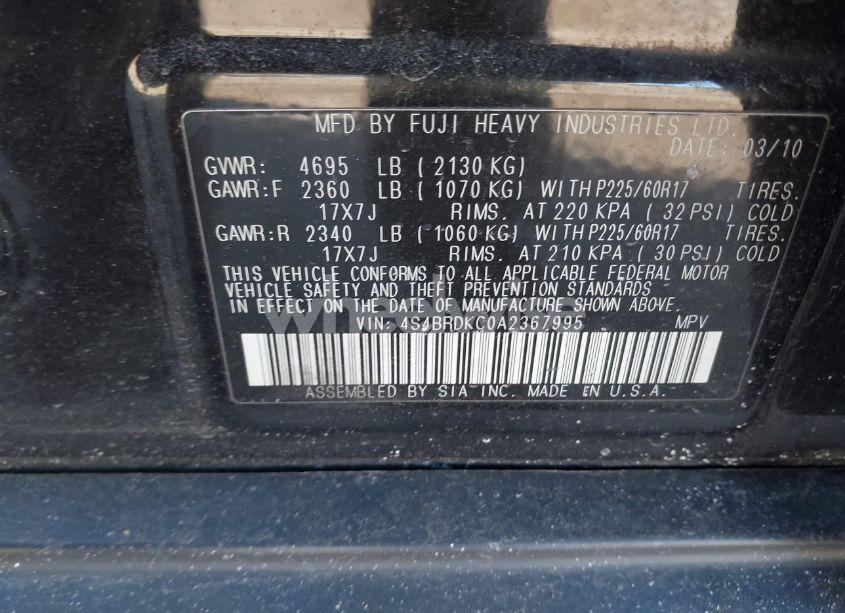 MFD BY FUJI HEAVY INDUSTRIES LTD.
DATE: 03/10
GVWR: 4695 LB ( 2130 KG)
GAWR:F 2360 LB ( 1070 KG) WITH P225/60R17 TIRES.
17X7J RIMS. AT 220 KPA ( 32 PSI) COLD
GAWR:R 2340 LB ( 1060 KG) WITH P225/60R17 TIRES.
17X7J RIMS. AT 210 KPA ( 30 PSI) COLD
THIS VEHICLE CONFORMS TO ALL APPLICABLE FEDERAL MOTOR
VEHICLE SAFETY AND THEFT PREVENTION STANDARDS
IN EFFECT ON THE DATE OF MANUFACTURE SHOWN ABOVE.
VIN: 4S4BRDKC0A2367995 MPV
ASSEMBLED BY SIA INC. MADE IN U.S.A.